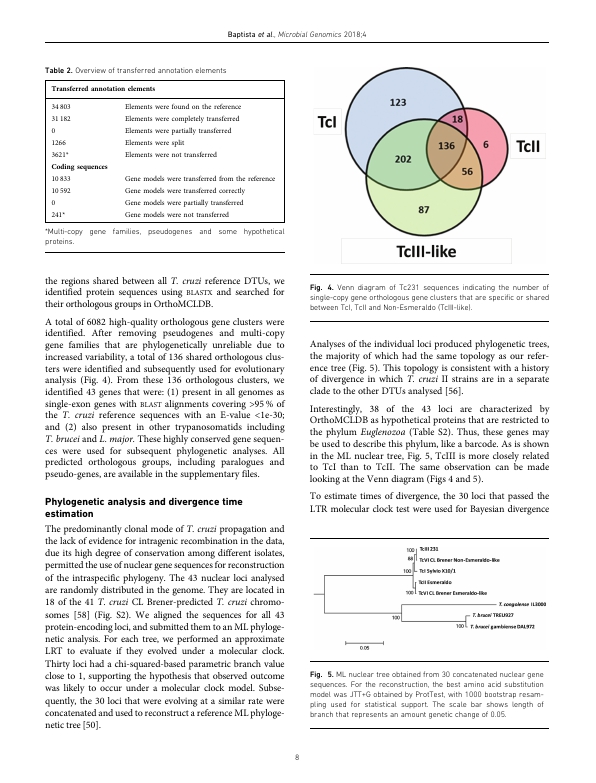 Baptista et al., Microbial Genomics 2018;4
Table 2. Overview of transferred annotation elements
Transferred annotation elements
34 803 Elements were found on the reference
31 182 Elements were completely transferred
0 Elements were partially transferred
1266 Elements were split
3621* Elements were not transferred
Coding sequences
10 833 Gene models were transferred from the reference
10 592 Gene models were transferred correctly
0 Gene models were partially transferred
241* Gene models were not transferred
*Multi-copy gene families, pseudogenes and some hypothetical
proteins.
the regions shared between all T. cruzi reference DTUs, we
identified protein sequences using BLASTX and searched for
their orthologous groups in OrthoMCLDB.
A total of 6082 high-quality orthologous gene clusters were
identified. After removing pseudogenes and multi-copy
gene families that are phylogenetically unreliable due to
increased variability, a total of 136 shared orthologous clus-
ters were identified and subsequently used for evolutionary
analysis (Fig. 4). From these 136 orthologous clusters, we
identified 43 genes that were: (1) present in all genomes as
single-exon genes with BLAST alignments covering >95 % of
the T. cruzi reference sequences with an E-value <1e-30;
and (2) also present in other trypanosomatids including
T. brucei and L. major. These highly conserved gene sequen-
ces were used for subsequent phylogenetic analyses. All
predicted orthologous groups, including paralogues and
pseudo-genes, are available in the supplementary files.
Phylogenetic analysis and divergence time
estimation
The predominantly clonal mode of T. cruzi propagation and
the lack of evidence for intragenic recombination in the data,
due its high degree of conservation among different isolates,
permitted the use of nuclear gene sequences for reconstruction
of the intraspecific phylogeny. The 43 nuclear loci analysed
are randomly distributed in the genome. They are located in
18 of the 41 T. cruzi CL Brener-predicted T. cruzi chromo-
somes [58] (Fig. S2). We aligned the sequences for all 43
protein-encoding loci, and submitted them to an ML phyloge-
netic analysis. For each tree, we performed an approximate
LRT to evaluate if they evolved under a molecular clock.
Thirty loci had a chi-squared-based parametric branch value
close to 1, supporting the hypothesis that observed outcome
was likely to occur under a molecular clock model. Subse-
quently, the 30 loci that were evolving at a similar rate were
concatenated and used to reconstruct a reference ML phyloge-
netic tree [50].
123
TcI
18
TcII
6
136
202
56
87
TcIII-like
Fig. 4. Venn diagram of Tc231 sequences indicating the number of
single-copy gene orthologous gene clusters that are specific or shared
between TcI, TcII and Non-Esmeraldo (TcIII-like).
Analyses of the individual loci produced phylogenetic trees,
the majority of which had the same topology as our refer-
ence tree (Fig. 5). This topology is consistent with a history
of divergence in which T. cruzi II strains are in a separate
clade to the other DTUs analysed [56].
Interestingly, 38 of the 43 loci are characterized by
OrthoMCLDB as hypothetical proteins that are restricted to
the phylum Euglenozoa (Table S2). Thus, these genes may
be used to describe this phylum, like a barcode. As is shown
in the ML nuclear tree, Fig. 5, TcIII is more closely related
to TcI than to TcII. The same observation can be made
looking at the Venn diagram (Figs 4 and 5).
To estimate times of divergence, the 30 loci that passed the
LTR molecular clock test were used for Bayesian divergence
100 TcIII 231
88 TcVI CL Brener Non-Esmeraldo-like
TcI Sylvio X10/1
100 TcII Esmeraldo
100 TcVI CL Brener Esmeraldo-like
T. congolense IL3000
100 T. brucei TREU927
100 T. brucei gambiense DAL972
0.05
Fig. 5. ML nuclear tree obtained from 30 concatenated nuclear gene
sequences. For the reconstruction, the best amino acid substitution
model was JTT+G obtained by ProtTest, with 1000 bootstrap resam-
pling used for statistical support. The scale bar shows length of
branch that represents an amount genetic change of 0.05.
8